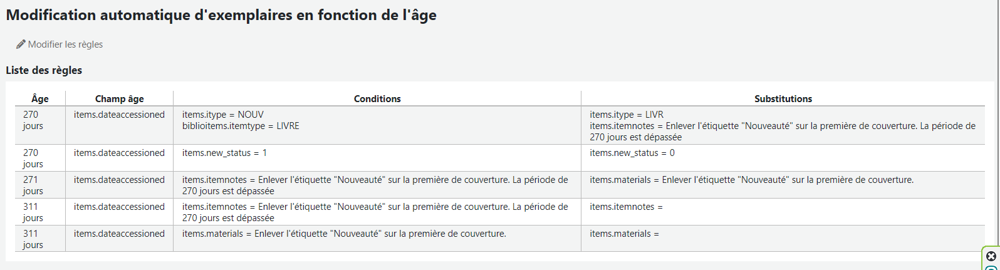 Modification automatique d'exemplaires en fonction de l'âge
Modifier les règles
Liste des règles
Âge Champ âge Conditions Substitutions
270 jours items.dateaccessioned items.itype = NOUV items.itype = LIVR
biblioitems.itemtype = LIVRE items.itemnotes = Enlever l'étiquette "Nouveauté" sur la première de couverture. La période de
270 jours est dépassée
270 jours items.dateaccessioned items.new_status = 1 items.new_status = 0
271 jours items.dateaccessioned items.itemnotes = Enlever l'étiquette "Nouveauté" sur la première de couverture. La période de items.materials = Enlever l'étiquette "Nouveauté" sur la première de couverture.
270 jours est dépassée
311 jours items.dateaccessioned items.itemnotes = Enlever l'étiquette "Nouveauté" sur la première de couverture. La période de items.itemnotes =
270 jours est dépassée
311 jours items.dateaccessioned items.materials = Enlever l'étiquette "Nouveauté" sur la première de couverture. items.materials =